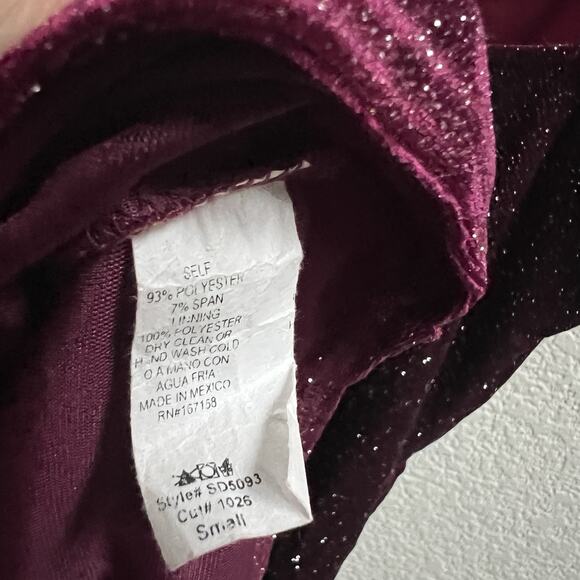 SELF
93% POLYESTER
7% SPAN
LINNING
100% POLYESTER
DRY CLEAN OR
HAND WASH COLD
O A MANO CON
AGUA FRIA
MADE IN MEXICO
RN#167158
Style# SD5093
Cut# 1026
Small